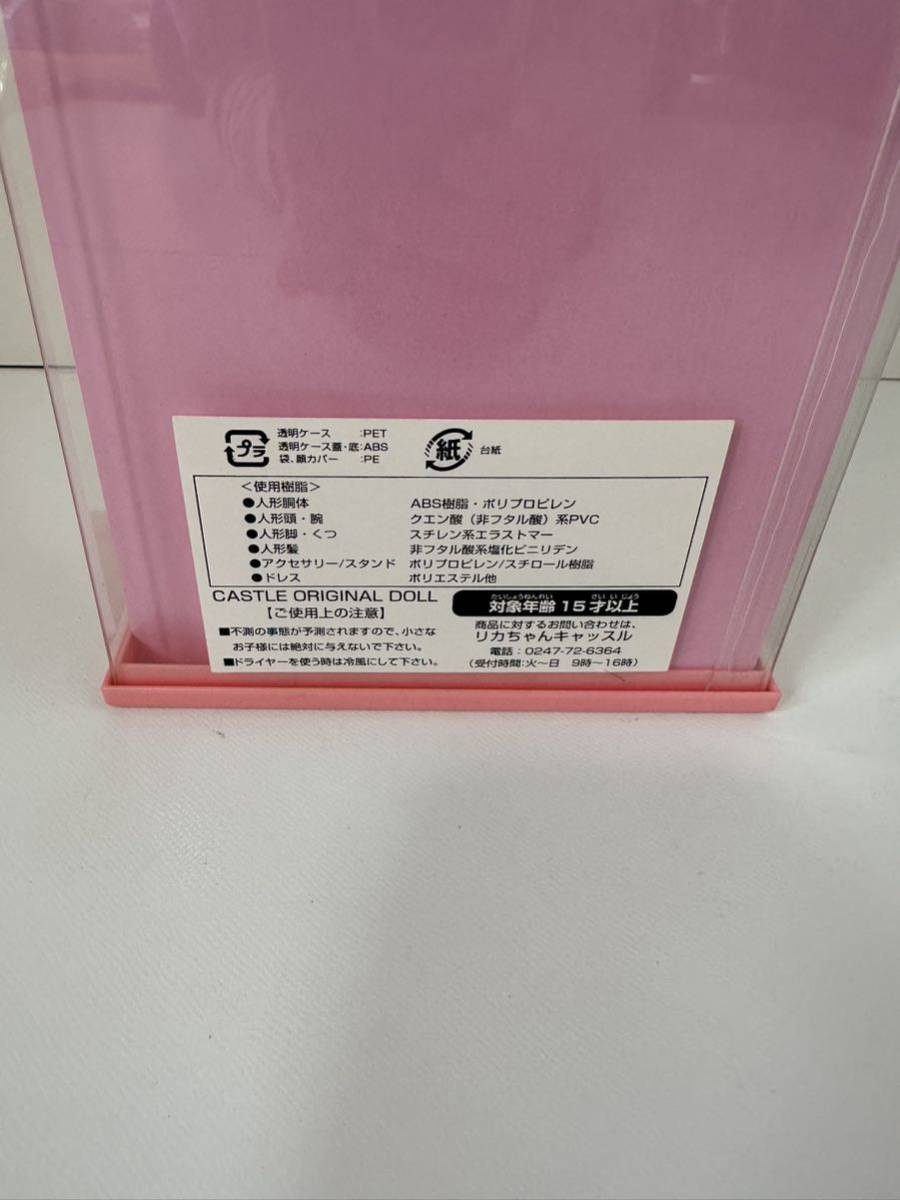 プラ
透明ケース :PET
透明ケース蓋・底:ABS
袋、顔カバー :PE
紙 台紙
＜使用樹脂＞
●人形胴体 ABS樹脂・ポリプロピレン
●人形頭・腕 クエン酸（非フタル酸）系PVC
●人形脚・くつ スチレン系エラストマー
●人形髪 非フタル酸系塩化ビニリデン
●アクセサリー/スタンド ポリプロピレン/スチロール樹脂
●ドレス ポリエステル他
CASTLE ORIGINAL DOLL
【ご使用上の注意】
■不測の事態が予測されますので、小さな
お子様には絶対に与えないで下さい。
■ドライヤーを使う時は冷風にして下さい。
たいしょうねんれい さい いじょう
対象年齢 15才以上
商品に対するお問い合わせは、
リカちゃんキャッスル
電話：0247-72-6364
（受付時間:火〜日 9時〜16時）